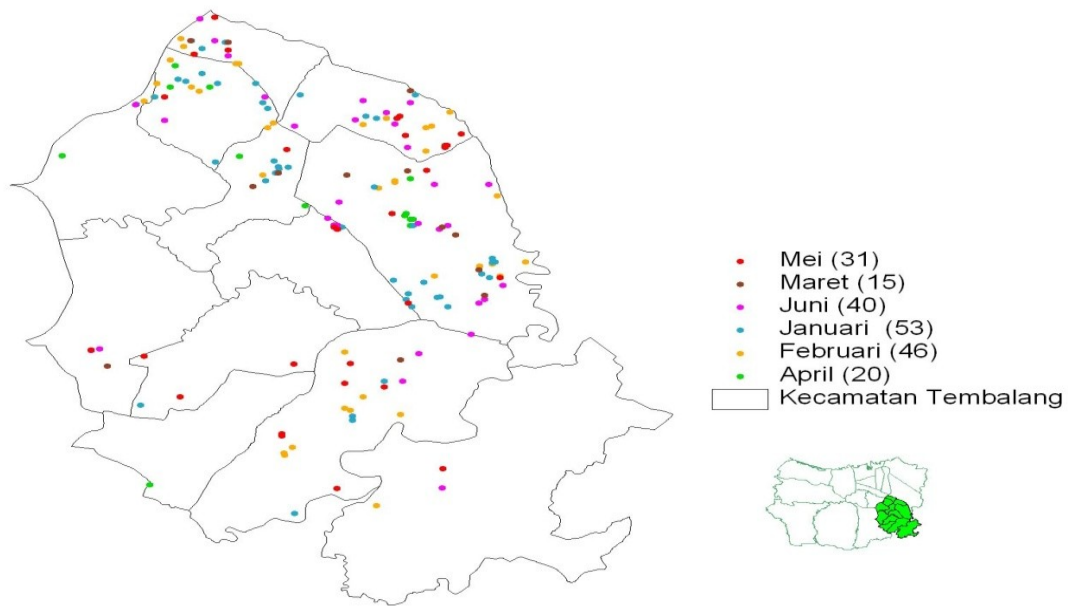 Mei (31)
Maret (15)
Juni (40)
Januari (53)
Februari (46)
April (20)
Kecamatan Tembalang